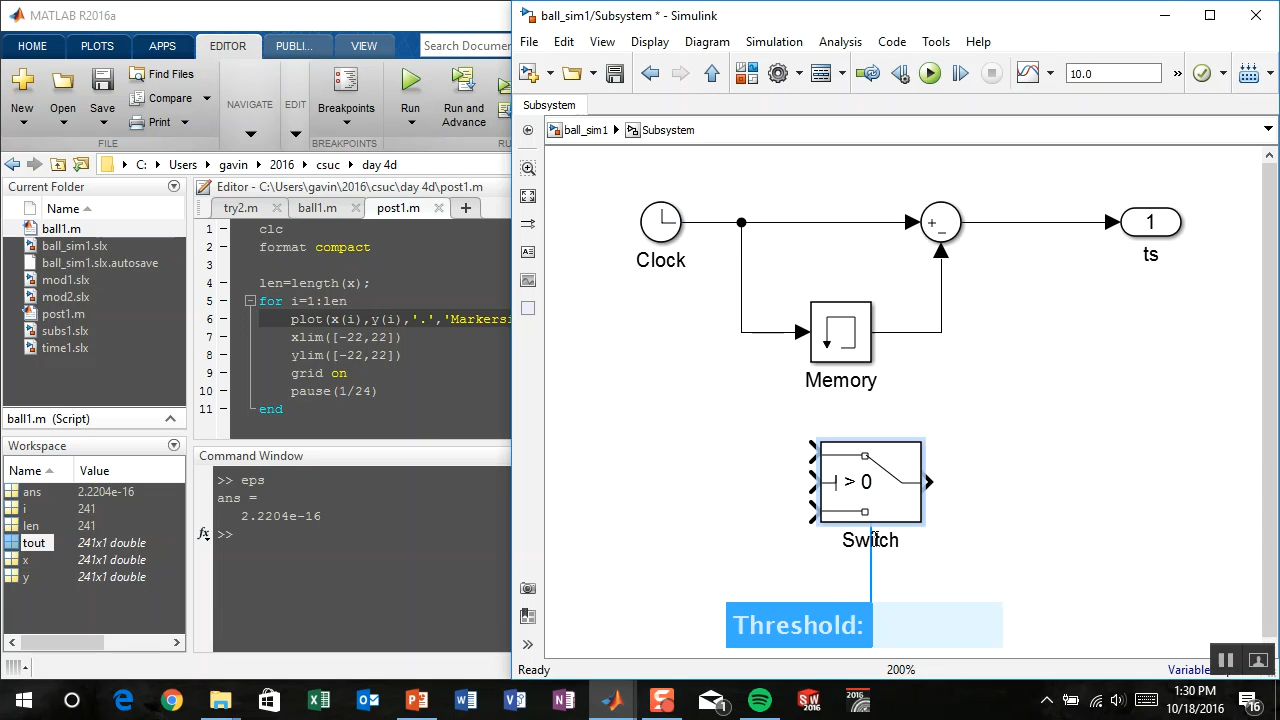 MATLAB R2016a
HOME PLOTS APPS EDITOR PUBLI... VIEW Search Documen
New Open Save Find Files Compare Print NAVIGATE EDIT Breakpoints Run Run and Advance
FILE BREAKPOINTS RU
C: Users gavin 2016 csuc day 4d
Current Folder
Name
ball1.m
ball_sim1.slx
ball_sim1.slx.autosave
mod1.slx
mod2.slx
post1.m
subs1.slx
time1.slx
ball1.m (Script)
Workspace
Name Value
ans 2.2204e-16
i 241
len 241
tout 241x1 double
x 241x1 double
y 241x1 double
Editor - C:\Users\gavin\2016\csuc\day 4d\post1.m
try2.m ball1.m post1.m
1 clc
2 format compact
3
4 len=length(x);
5 for i=1:len
6 plot(x(i),y(i),'.','Markersi
7 xlim([-22,22])
8 ylim([-22,22])
9 grid on
10 pause(1/24)
11 end
Command Window
>> eps
ans =
2.2204e-16
fx >>
ball_sim1/Subsystem * - Simulink
File Edit View Display Diagram Simulation Analysis Code Tools Help
10.0
Subsystem
ball_sim1 Subsystem
Clock
+
−
1
ts
Memory
> 0
Switch
Threshold:
Ready 200% Variable
1:30 PM
10/18/2016